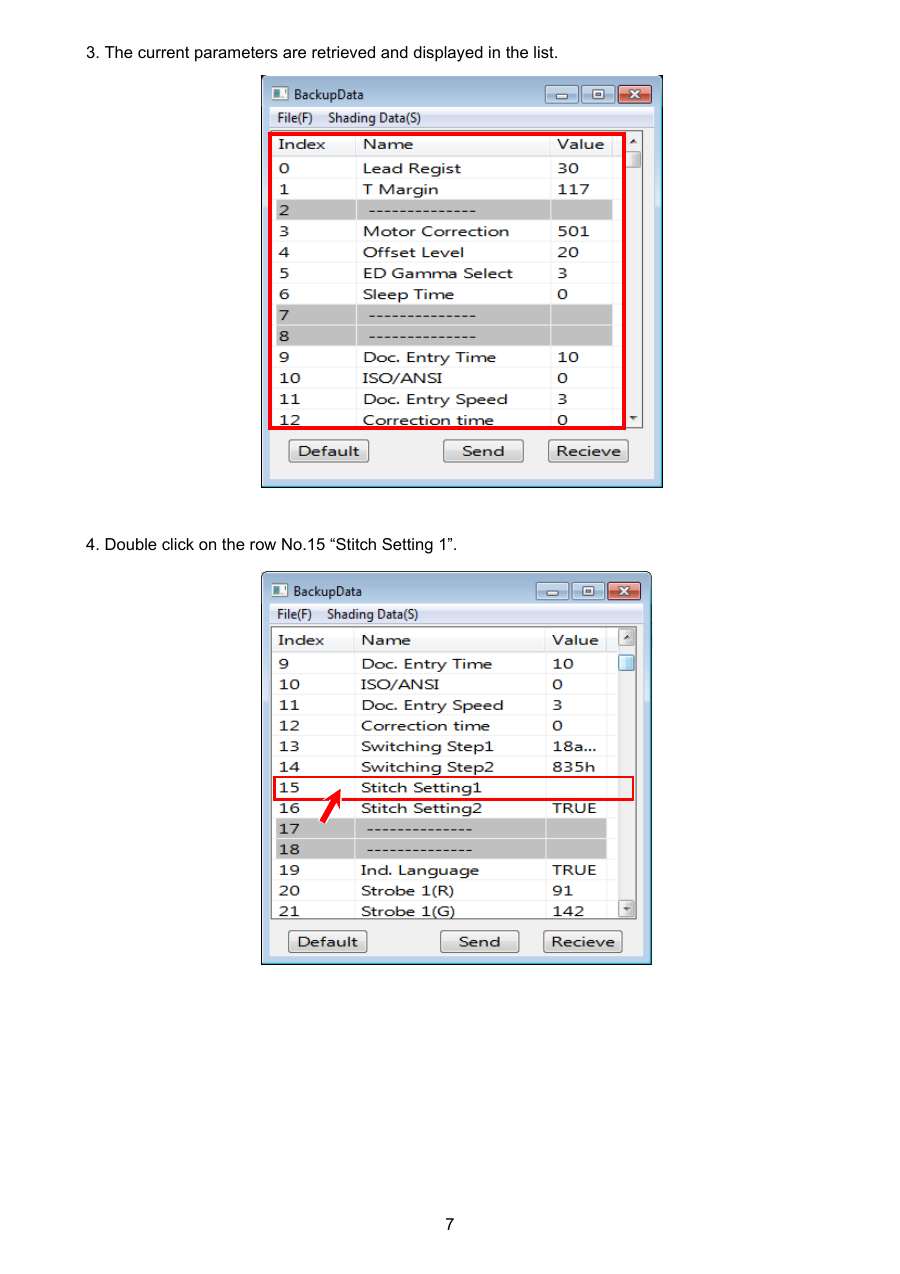 3. The current parameters are retrieved and displayed in the list.
BackupData
File(F) Shading Data(S)
Index Name Value
0 Lead Regist 30
1 T Margin 117
2 --------------
3 Motor Correction 501
4 Offset Level 20
5 ED Gamma Select 3
6 Sleep Time 0
7 --------------
8 --------------
9 Doc. Entry Time 10
10 ISO/ANSI 0
11 Doc. Entry Speed 3
12 Correction time 0
Default Send Recieve
4. Double click on the row No.15 “Stitch Setting 1”.
BackupData
File(F) Shading Data(S)
Index Name Value
9 Doc. Entry Time 10
10 ISO/ANSI 0
11 Doc. Entry Speed 3
12 Correction time 0
13 Switching Step1 18a...
14 Switching Step2 835h
15 Stitch Setting1
16 Stitch Setting2 TRUE
17 --------------
18 --------------
19 Ind. Language TRUE
20 Strobe 1(R) 91
21 Strobe 1(G) 142
Default Send Recieve
7